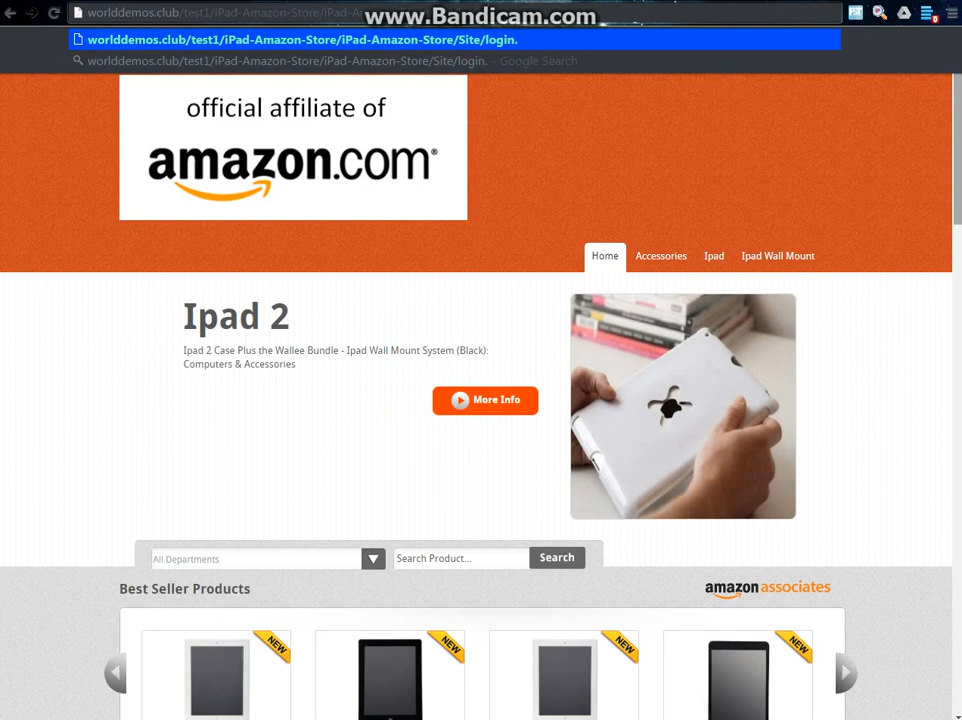 worlddemos.club/test1/iPad-Amazon-Store/iPad-Am
www.Bandicam.com
worlddemos.club/test1/iPad-Amazon-Store/iPad-Amazon-Store/Site/login.
worlddemos.club/test1/iPad-Amazon-Store/iPad-Amazon-Store/Site/login. - Google Search
official affiliate of
amazon.com®
Home Accessories Ipad Ipad Wall Mount
Ipad 2
Ipad 2 Case Plus the Wallee Bundle - Ipad Wall Mount System (Black):
Computers & Accessories
More Info
All Departments Search Product... Search
Best Seller Products amazon associates
NEW NEW NEW NEW